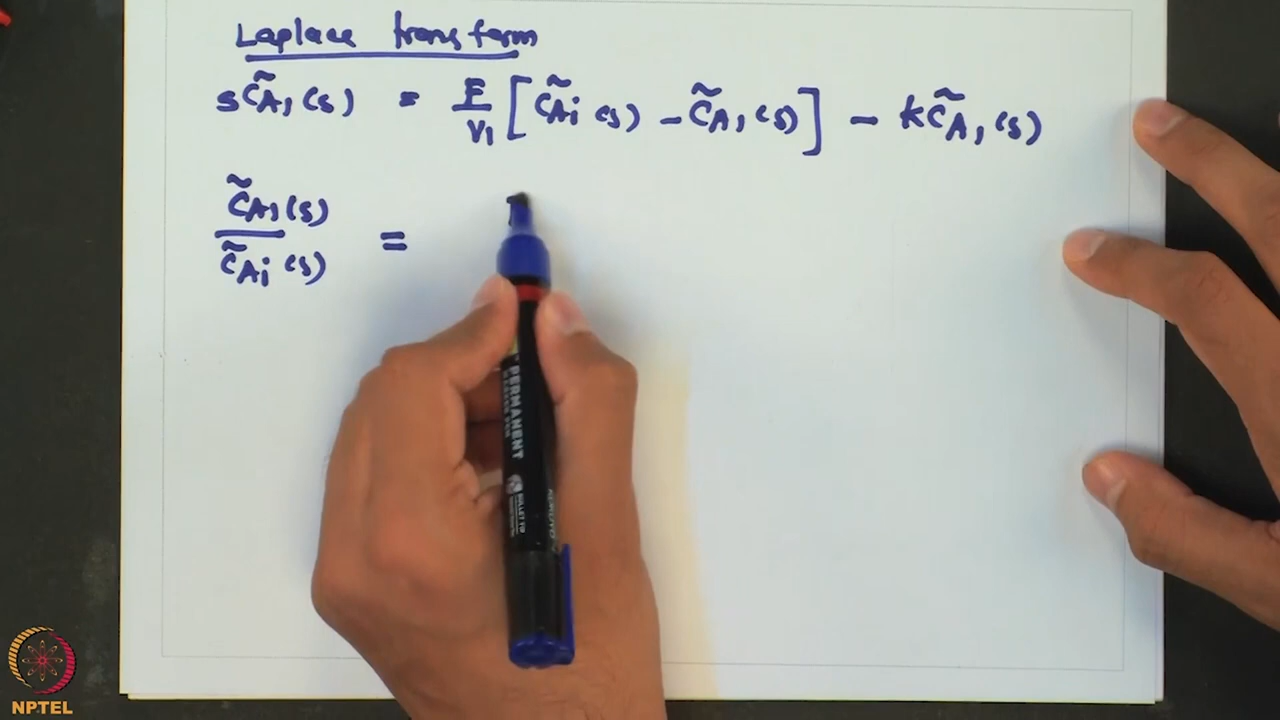 Laplace transform
sC̃A1(s) = F/V1 [C̃Ai(s) - C̃A1(s)] - kC̃A1(s)
C̃A1(s)/C̃Ai(s) =
PERMANENT
NPTEL